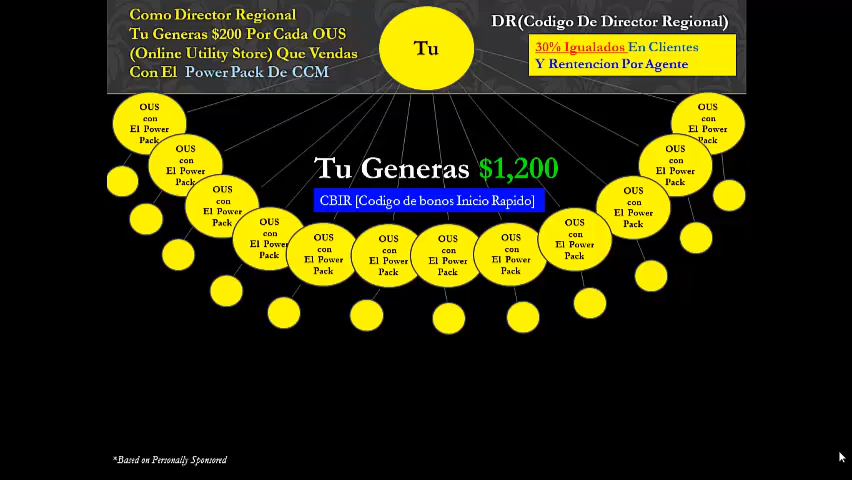 Como Director Regional
Tu Generas $200 Por Cada OUS
(Online Utility Store) Que Vendas
Con El Power Pack De CCM
Tu
DR(Codigo De Director Regional)
30% Igualados En Clientes
Y Rentencion Por Agente
OUS
con
El Power
Pack
OUS
con
El Power
Pack
OUS
con
El Power
Pack
OUS
con
El Power
Pack
OUS
con
El Power
Pack
OUS
con
El Power
Pack
OUS
con
El Power
Pack
OUS
con
El Power
Pack
OUS
con
El Power
Pack
OUS
con
El Power
Pack
OUS
con
El Power
Pack
OUS
con
El Power
Pack
Tu Generas $1,200
CBIR [Codigo de bonos Inicio Rapido]
*Based on Personally Sponsored